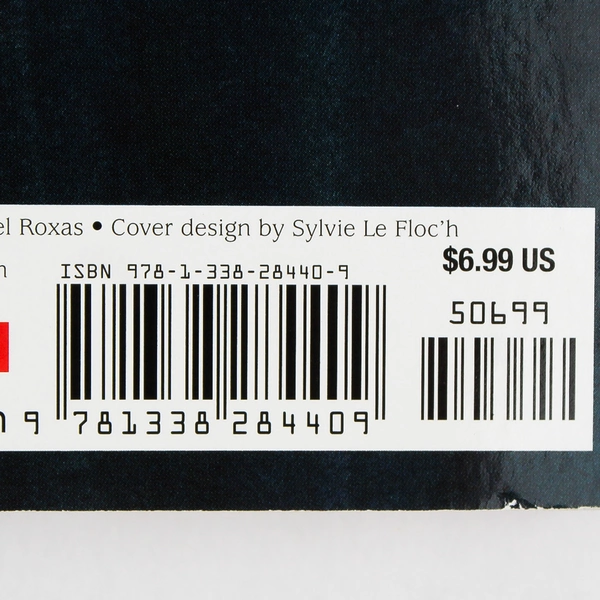 el Roxas • Cover design by Sylvie Le Floc'h
$6.99 US
ISBN 978-1-338-28440-9
50699
9 781338 284409